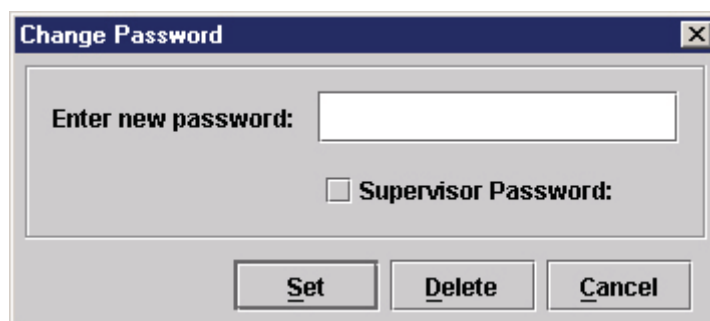 Change Password
Enter new password:
Supervisor Password:
Set Delete Cancel